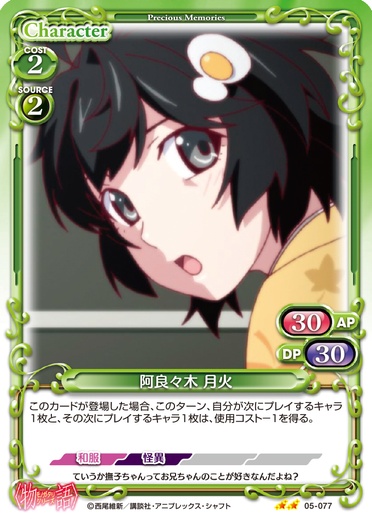 Precious Memories
Character
COST
2
SOURCE
2
30 AP
DP 30
阿良々木 月火
このカードが登場した場合、このターン、自分が次にプレイするキャラ
1枚と、その次にプレイするキャラ1枚は、使用コスト－1を得る。
和服 怪異
ていうか撫子ちゃんってお兄ちゃんのことが好きなんだよね?
物語
©西尾維新／講談社・アニプレックス・シャフト
05-077